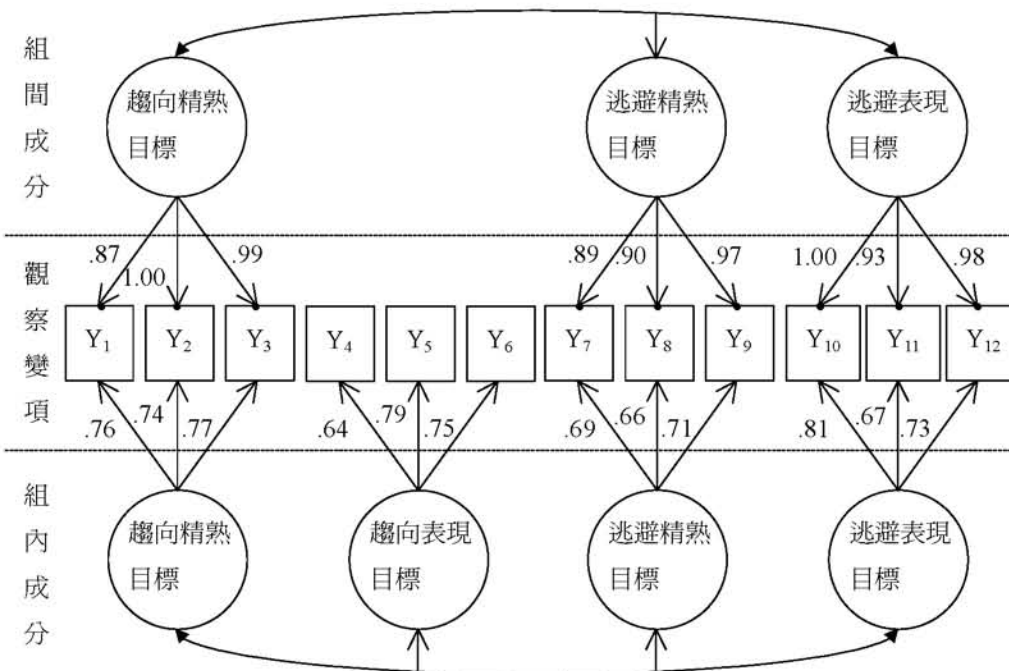 組間成分
趨向精熟
目標
逃避精熟
目標
逃避表現
目標
觀察變項
.87
1.00
.99
.89
.90
.97
1.00
.93
.98
Y1
Y2
Y3
Y4
Y5
Y6
Y7
Y8
Y9
Y10
Y11
Y12
.76
.74
.77
.64
.79
.75
.69
.66
.71
.81
.67
.73
組內成分
趨向精熟
目標
趨向表現
目標
逃避精熟
目標
逃避表現
目標